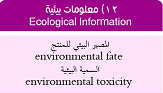 ١٢) معلومات بيئية
Ecological Information
المصير البيئي للمنتج
environmental fate
السمية البيئية
environmental toxicity